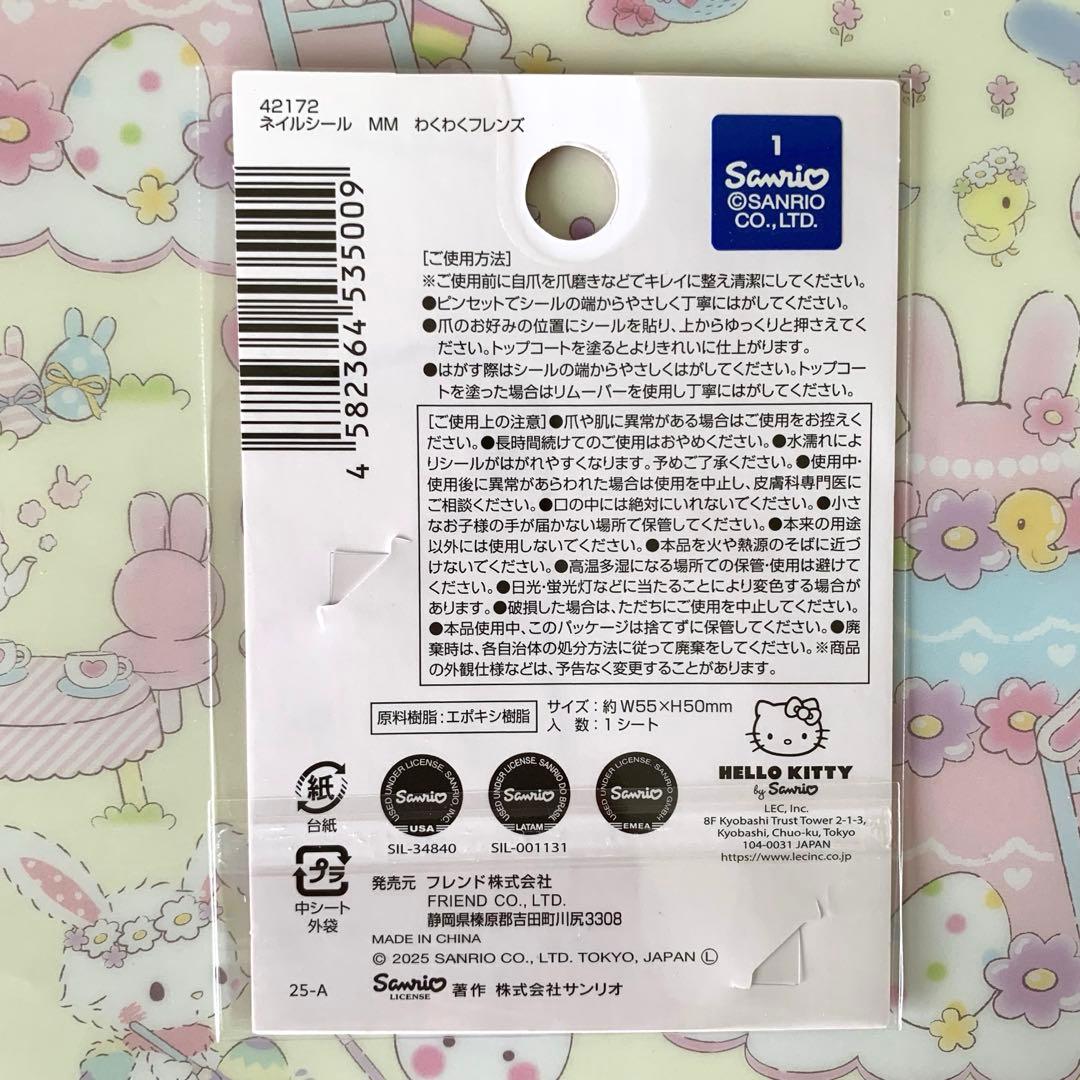 42172
ネイルシール MM わくわくフレンズ
4 582364 535009
1
Sanrio
©SANRIO
CO.,LTD.
[ご使用方法]
※ご使用前に自爪を爪磨きなどでキレイに整え清潔にしてください。
●ピンセットでシールの端からやさしく丁寧にはがしてください。
●爪のお好みの位置にシールを貼り、上からゆっくりと押さえてく
ださい。トップコートを塗るとよりきれいに仕上がります。
●はがす際はシールの端からやさしくはがしてください。トップコー
トを塗った場合はリムーバーを使用し丁寧にはがしてください。
[ご使用上の注意]●爪や肌に異常がある場合はご使用をお控えく
ださい。●長時間続けてのご使用はおやめください。●水濡れによ
りシールがはがれやすくなります。予めご了承ください。●使用中・
使用後に異常があらわれた場合は使用を中止し、皮膚科専門医に
ご相談ください。●口の中には絶対にいれないでください。●小さ
なお子様の手が届かない場所で保管してください。●本来の用途
以外には使用しないでください。●本品を火や熱源のそばに近づ
けないでください。●高温多湿になる場所での保管・使用は避けて
ください。●日光・蛍光灯などに当たることにより変色する場合が
あります。●破損した場合は、ただちにご使用を中止してください。
●本品使用中、このパッケージは捨てずに保管してください。●廃
棄時は、各自治体の処分方法に従って廃棄をしてください。※商品
の外観仕様などは、予告なく変更することがあります。
原料樹脂:エポキシ樹脂
サイズ:約 W55×H50mm
入 数:1シート
紙
台紙
プラ
中シート
外袋
USED UNDER LICENSE. SANRIO, INC.
Sanrio
USA
SIL-34840
USED UNDER LICENSE. SANRIO DO BRASIL
Sanrio
LATAM
SIL-001131
USED UNDER LICENSE. SANRIO GMBH
Sanrio
EMEA
HELLO KITTY
by Sanrio
LEC, Inc.
8F Kyobashi Trust Tower 2-1-3,
Kyobashi, Chuo-ku, Tokyo
104-0031 JAPAN
https://www.lecinc.co.jp
発売元 フレンド株式会社
FRIEND CO., LTD.
静岡県榛原郡吉田町川尻3308
MADE IN CHINA
© 2025 SANRIO CO., LTD. TOKYO, JAPAN Ⓛ
25-A
Sanrio
LICENSE
著作 株式会社サンリオ